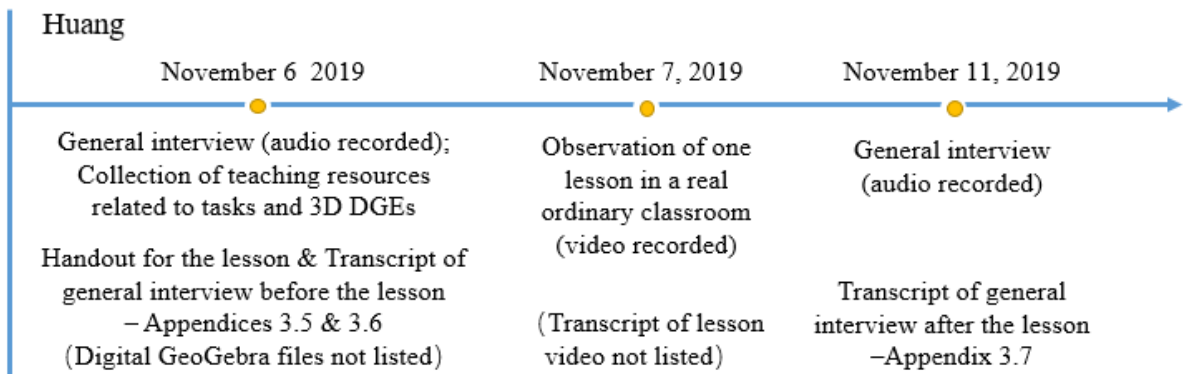 Huang
November 6 2019
November 7, 2019
November 11, 2019
General interview (audio recorded);
Collection of teaching resources
related to tasks and 3D DGEs
Handout for the lesson & Transcript of
general interview before the lesson
– Appendices 3.5 & 3.6
(Digital GeoGebra files not listed)
Observation of one
lesson in a real
ordinary classroom
(video recorded)
(Transcript of lesson
video not listed)
General interview
(audio recorded)
Transcript of general
interview after the lesson
–Appendix 3.7